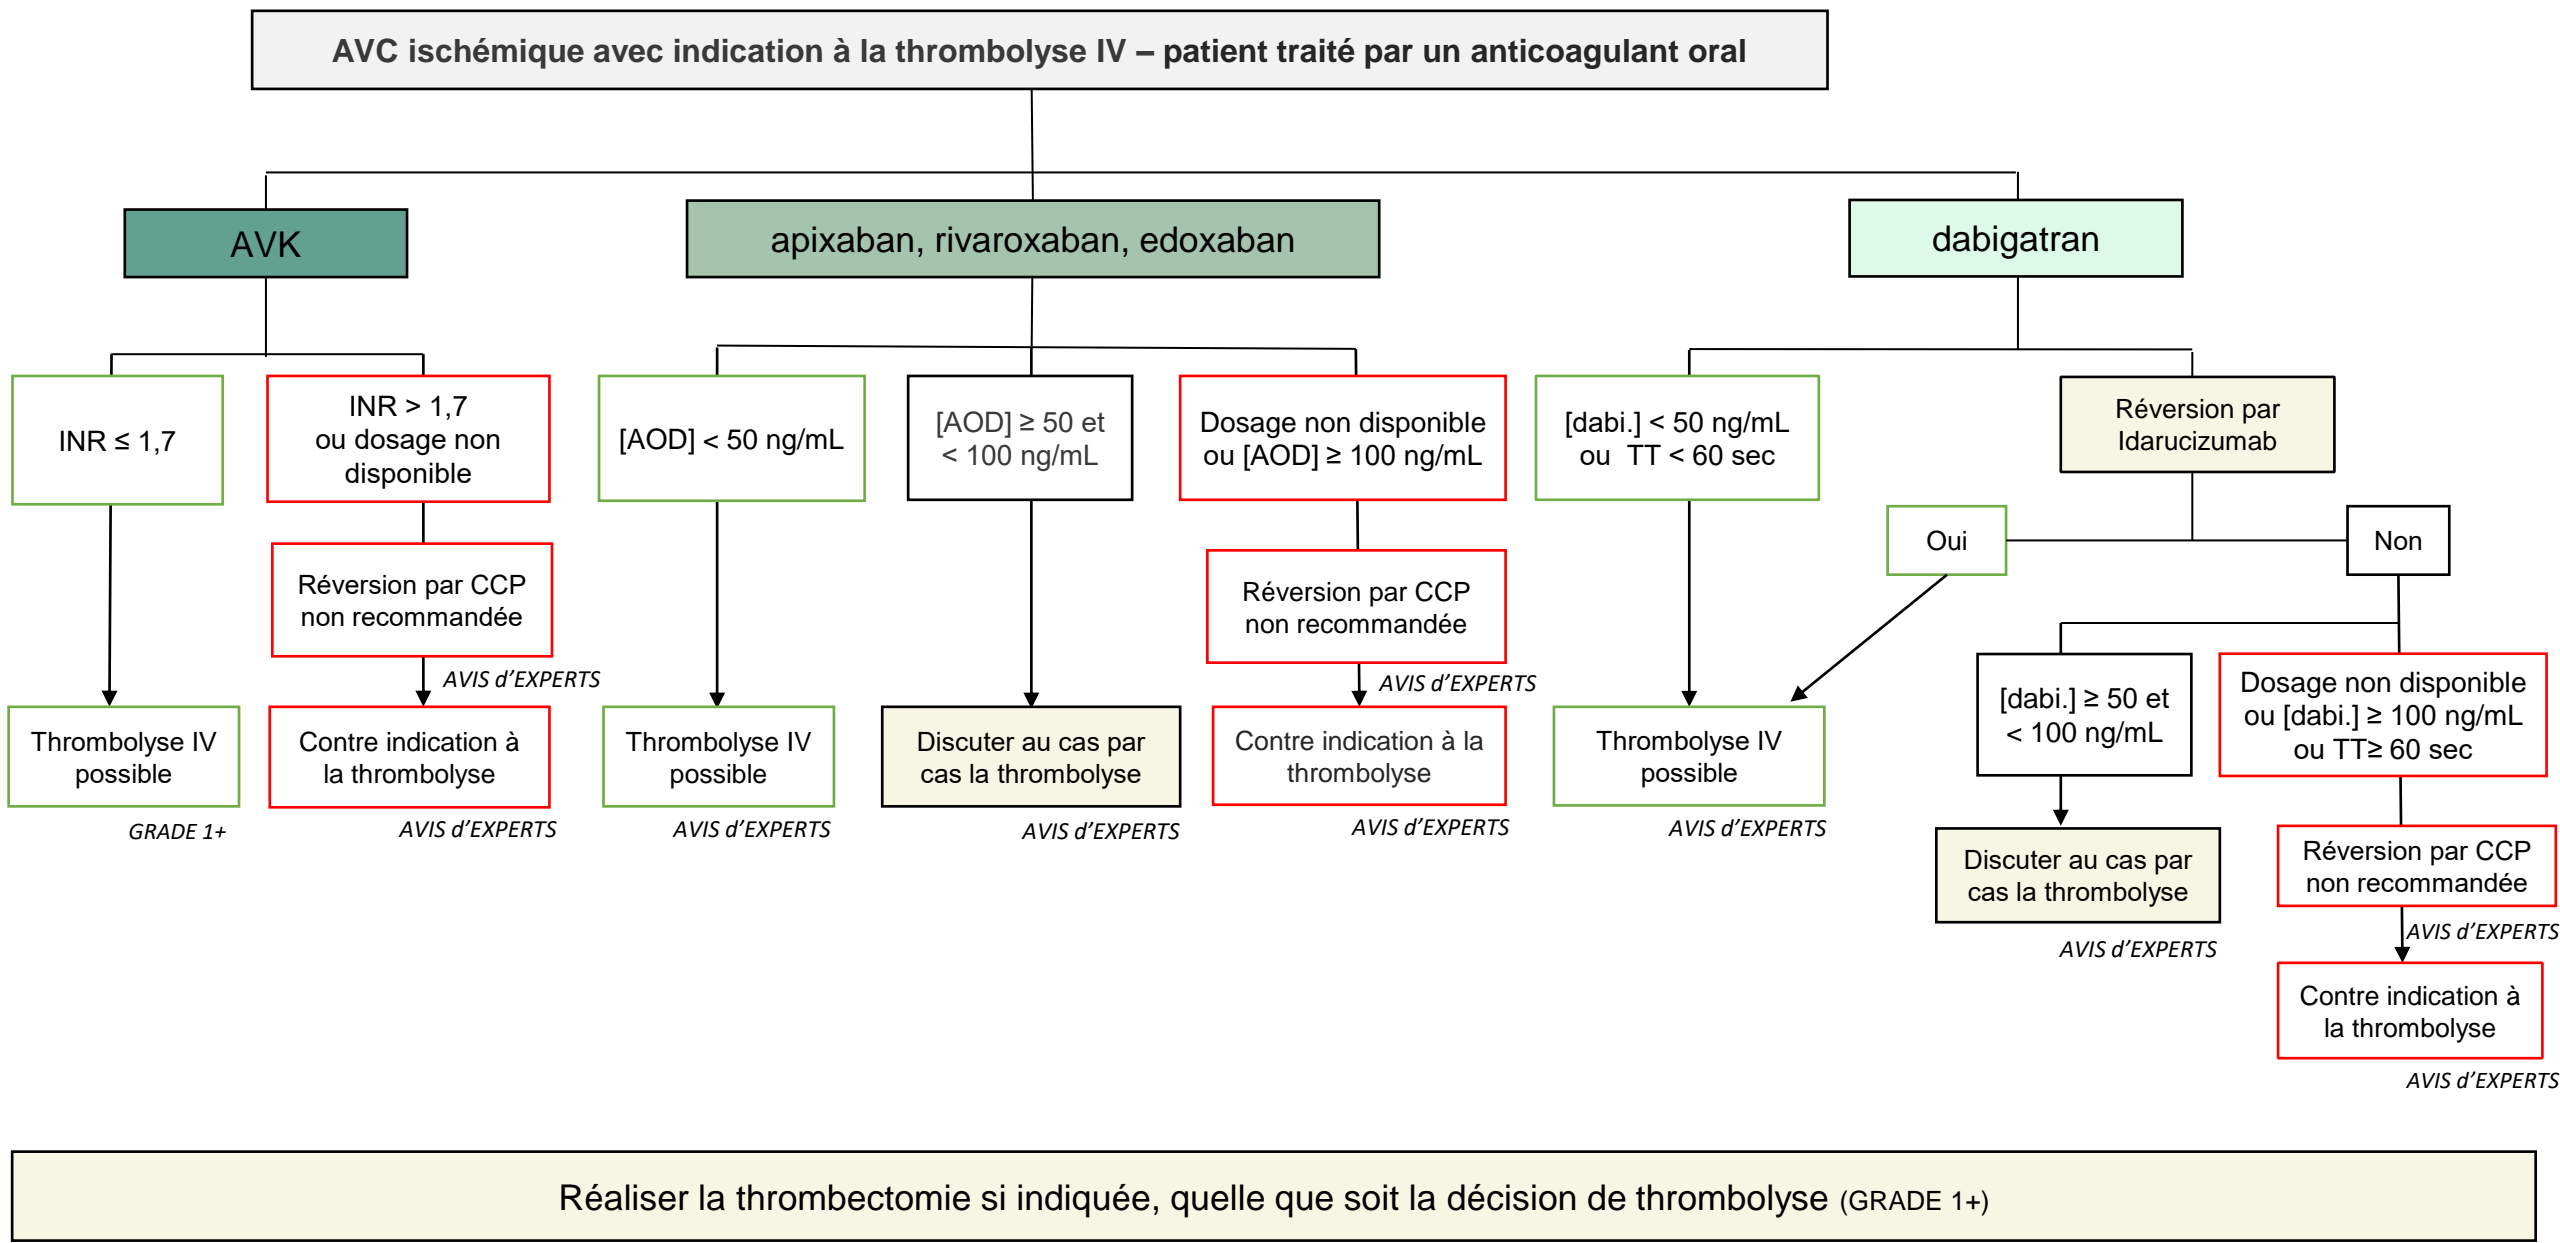 AVC ischémique avec indication à la thrombolyse IV – patient traité par un anticoagulant oral
AVK
apixaban, rivaroxaban, edoxaban
dabigatran
INR ≤ 1,7
INR > 1,7
ou dosage non
disponible
[AOD] < 50 ng/mL
[AOD] ≥ 50 et
< 100 ng/mL
Dosage non disponible
ou [AOD] ≥ 100 ng/mL
[dabi.] < 50 ng/mL
ou TT < 60 sec
Réversion par
Idarucizumab
Oui
Non
Réversion par CCP
non recommandée
AVIS d'EXPERTS
Réversion par CCP
non recommandée
AVIS d'EXPERTS
[dabi.] ≥ 50 et
< 100 ng/mL
Dosage non disponible
ou [dabi.] ≥ 100 ng/mL
ou TT≥ 60 sec
Thrombolyse IV
possible
GRADE 1+
Contre indication à
la thrombolyse
AVIS d'EXPERTS
Thrombolyse IV
possible
AVIS d'EXPERTS
Discuter au cas par
cas la thrombolyse
AVIS d'EXPERTS
Contre indication à la
thrombolyse
AVIS d'EXPERTS
Thrombolyse IV
possible
AVIS d'EXPERTS
Discuter au cas par
cas la thrombolyse
AVIS d'EXPERTS
Réversion par CCP
non recommandée
AVIS d'EXPERTS
Contre indication à
la thrombolyse
AVIS d'EXPERTS
Réaliser la thrombectomie si indiquée, quelle que soit la décision de thrombolyse (GRADE 1+)